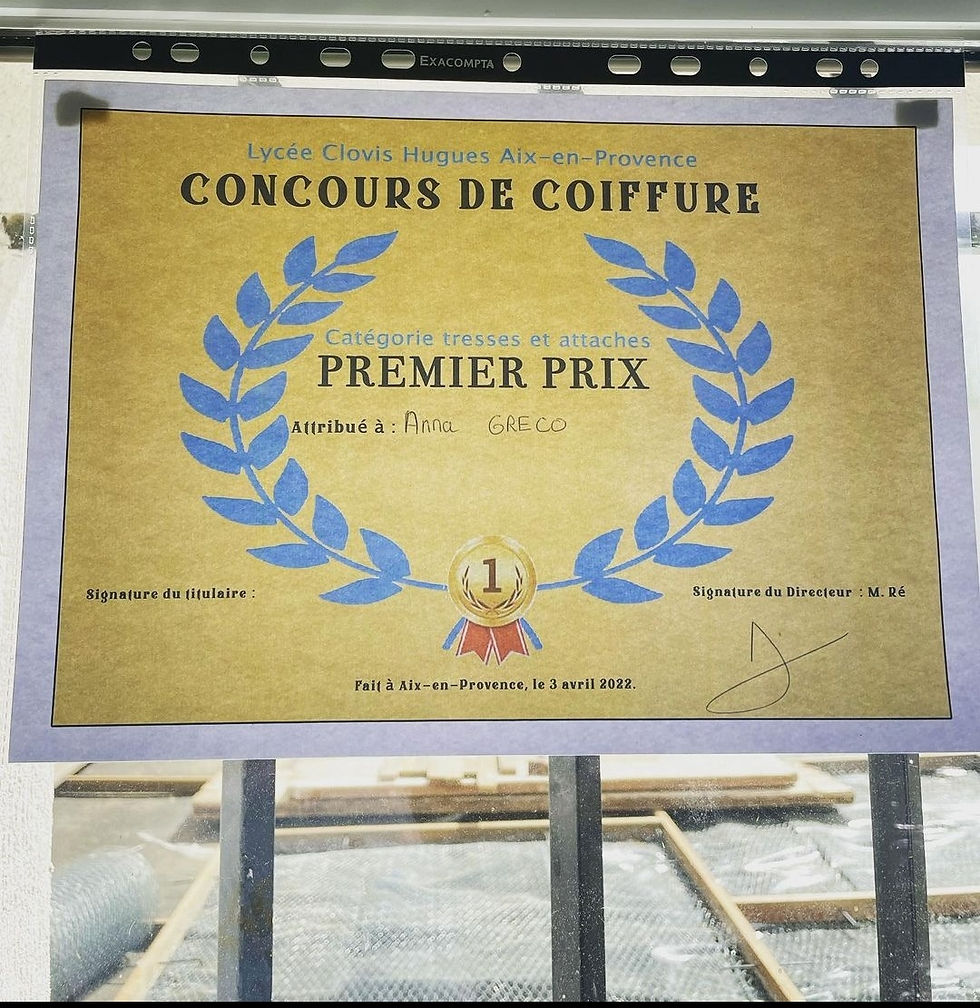 EXACOMPTA
Lycée Clovis Hugues Aix-en-Provence
CONCOURS DE COIFFURE
Catégorie tresses et attaches
PREMIER PRIX
Attribué à : Anna GRECO
1
Signature du titulaire :
Signature du Directeur : M. Ré
Fait à Aix-en-Provence, le 3 avril 2022.